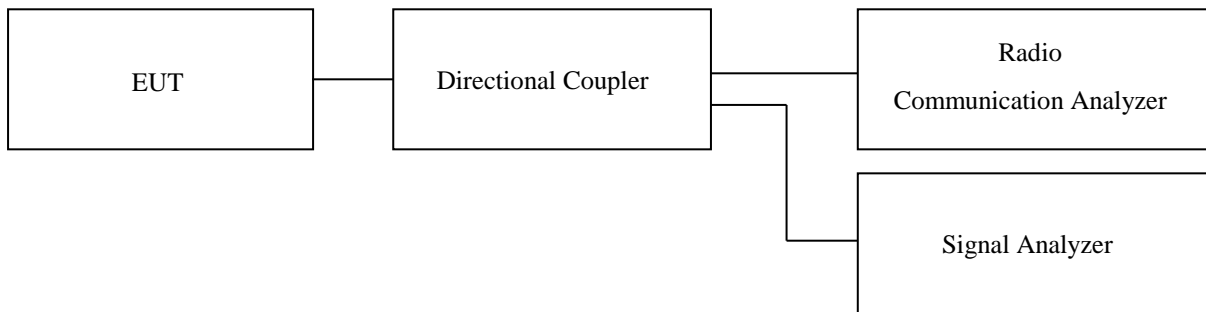 EUT
Directional Coupler
Radio
Communication Analyzer
Signal Analyzer